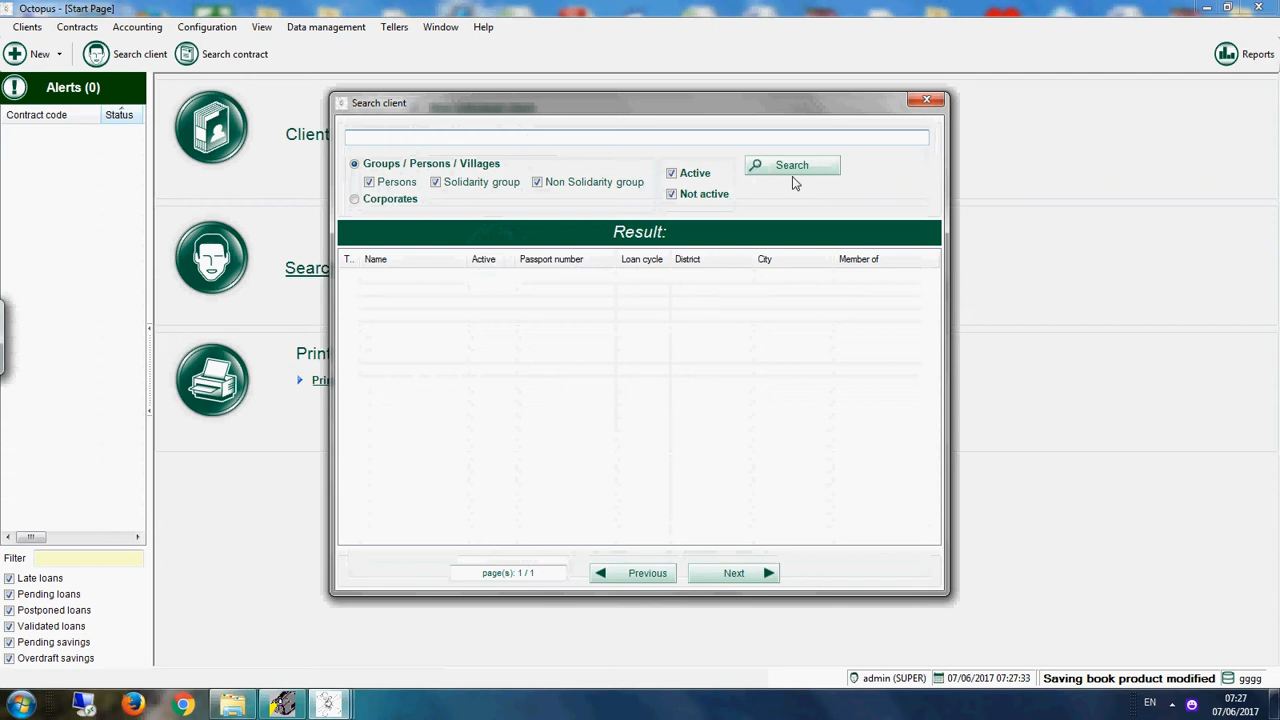 Octopus - [Start Page]
Clients Contracts Accounting Configuration View Data management Tellers Window Help
New Search client Search contract Reports
Alerts (0)
Contract code Status
Search client
Client
Groups / Persons / Villages
Persons Solidarity group Non Solidarity group
Corporates
Active
Not active
Search
Result:
T.. Name Active Passport number Loan cycle District City Member of
Searc
Prin
Prin
page(s): 1 / 1 Previous Next
Filter
Late loans
Pending loans
Postponed loans
Validated loans
Pending savings
Overdraft savings
admin (SUPER) 07/06/2017 07:27:33 Saving book product modified gggg
EN 07:27
07/06/2017